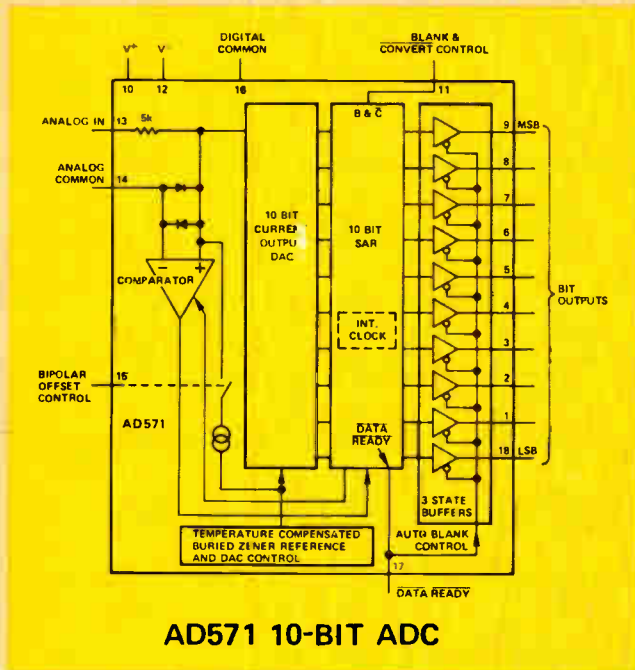 DIGITAL
COMMON
BLANK &
CONVERT CONTROL
V+
V-
10
12
16
11
ANALOG IN
13
5k
B & C
9
MSB
ANALOG
COMMON
14
8
7
10 BIT
CURREN
OUTPU
DAC
10 BIT
SAR
6
5
BIT
OUTPUTS
−
+
COMPARATOR
INT.
CLOCK
4
3
BIPOLAR
OFFSET
CONTROL
15
2
AD571
DATA
READY
1
18
LSB
3 STATE
BUFFERS
TEMPERATURE COMPENSATED
BURIED ZENER REFERENCE
AND DAC CONTROL
AUTO BLANK
CONTROL
17
DATA READY
AD571 10-BIT ADC